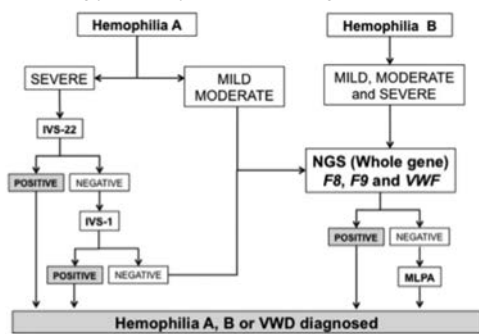 Hemophilia A
Hemophilia B
SEVERE
MILD
MODERATE
MILD, MODERATE
and SEVERE
IVS-22
NGS (Whole gene)
F8, F9 and VWF
POSITIVE
NEGATIVE
IVS-1
POSITIVE
NEGATIVE
POSITIVE
NEGATIVE
MLPA
Hemophilia A, B or VWD diagnosed